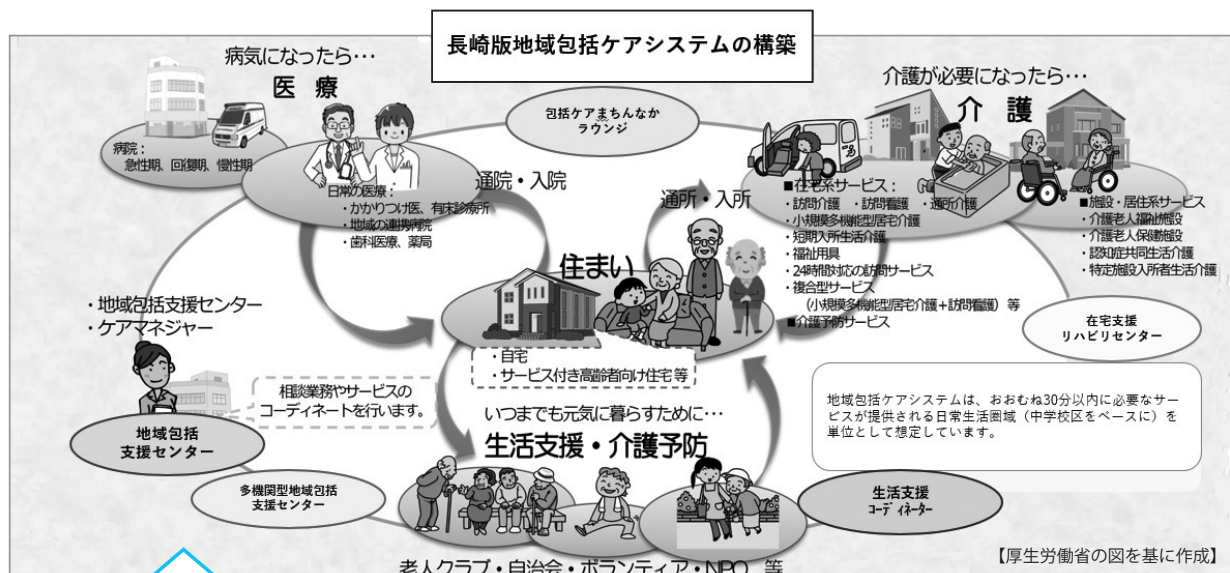 長崎版地域包括ケアシステムの構築
病気になったら…
医 療
病院：
急性期、回復期、慢性期
日常の医療：
・かかりつけ医、有床診療所
・地域の連携病院
・歯科医療、薬局
通院・入院
包括ケアまちんなか
ラウンジ
介護が必要になったら…
介 護
通所・入所
■在宅系サービス：
・訪問介護 ・訪問看護 ・通所介護
・小規模多機能型居宅介護
・短期入所生活介護
・福祉用具
・24時間対応の訪問サービス
・複合型サービス
（小規模多機能型居宅介護＋訪問看護）等
■介護予防サービス
■施設・居住系サービス
・介護老人福祉施設
・介護老人保健施設
・認知症共同生活介護
・特定施設入所者生活介護
住まい
・自宅
・サービス付き高齢者向け住宅 等
・地域包括支援センター
・ケアマネジャー
相談業務やサービスの
コーディネートを行います。
地域包括
支援センター
多機関型地域包括
支援センター
いつまでも元気に暮らすために…
生活支援・介護予防
老人クラブ・自治会・ボランティア・NPO 等
在宅支援
リハビリセンター
地域包括ケアシステムは、おおむね30分以内に必要なサー
ビスが提供される日常生活圏域（中学校区をベースに）を
単位として想定しています。
生活支援
コーディネーター
【厚生労働省の図を基に作成】